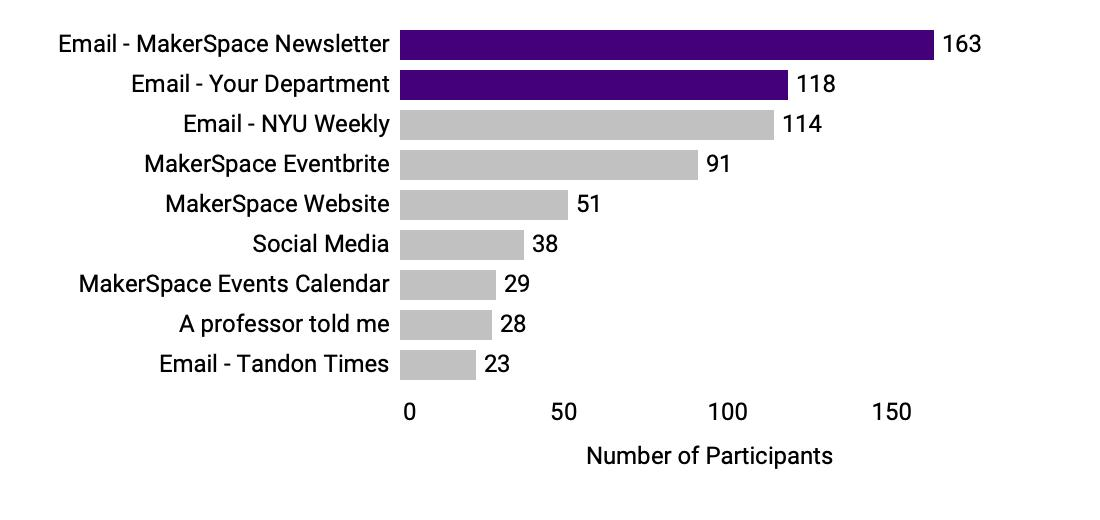 Email - MakerSpace Newsletter 163
Email - Your Department 118
Email - NYU Weekly 114
MakerSpace Eventbrite 91
MakerSpace Website 51
Social Media 38
MakerSpace Events Calendar 29
A professor told me 28
Email - Tandon Times 23
0 50 100 150
Number of Participants